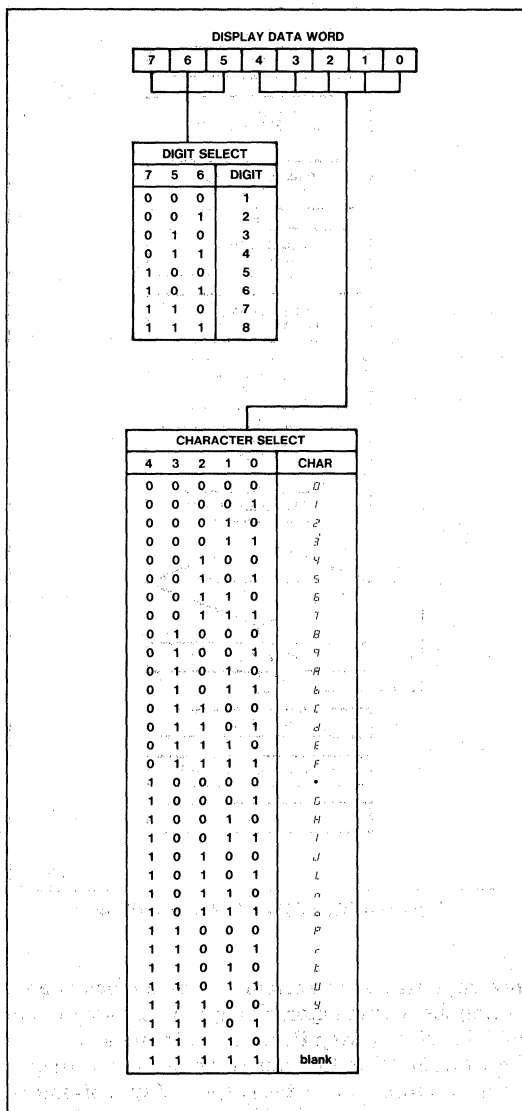 DISPLAY DATA WORD
7 6 5 4 3 2 1 0
DIGIT SELECT
7 5 6 DIGIT
0 0 0 1
0 0 1 2
0 1 0 3
0 1 1 4
1 0 0 5
1 0 1 6
1 1 0 7
1 1 1 8
CHARACTER SELECT
4 3 2 1 0 CHAR
0 0 0 0 0 0
0 0 0 0 1 1
0 0 0 1 0 2
0 0 0 1 1 3
0 0 1 0 0 4
0 0 1 0 1 5
0 0 1 1 0 6
0 0 1 1 1 7
0 1 0 0 0 8
0 1 0 0 1 9
0 1 0 1 0 A
0 1 0 1 1 b
0 1 1 0 0 C
0 1 1 0 1 d
0 1 1 1 0 E
0 1 1 1 1 F
1 0 0 0 0 •
1 0 0 0 1 G
1 0 0 1 0 H
1 0 0 1 1 I
1 0 1 0 0 J
1 0 1 0 1 L
1 0 1 1 0 n
1 0 1 1 1 o
1 1 0 0 0 P
1 1 0 0 1 r
1 1 0 1 0 t
1 1 0 1 1 U
1 1 1 0 0 y
1 1 1 0 1
1 1 1 1 0
1 1 1 1 1 blank